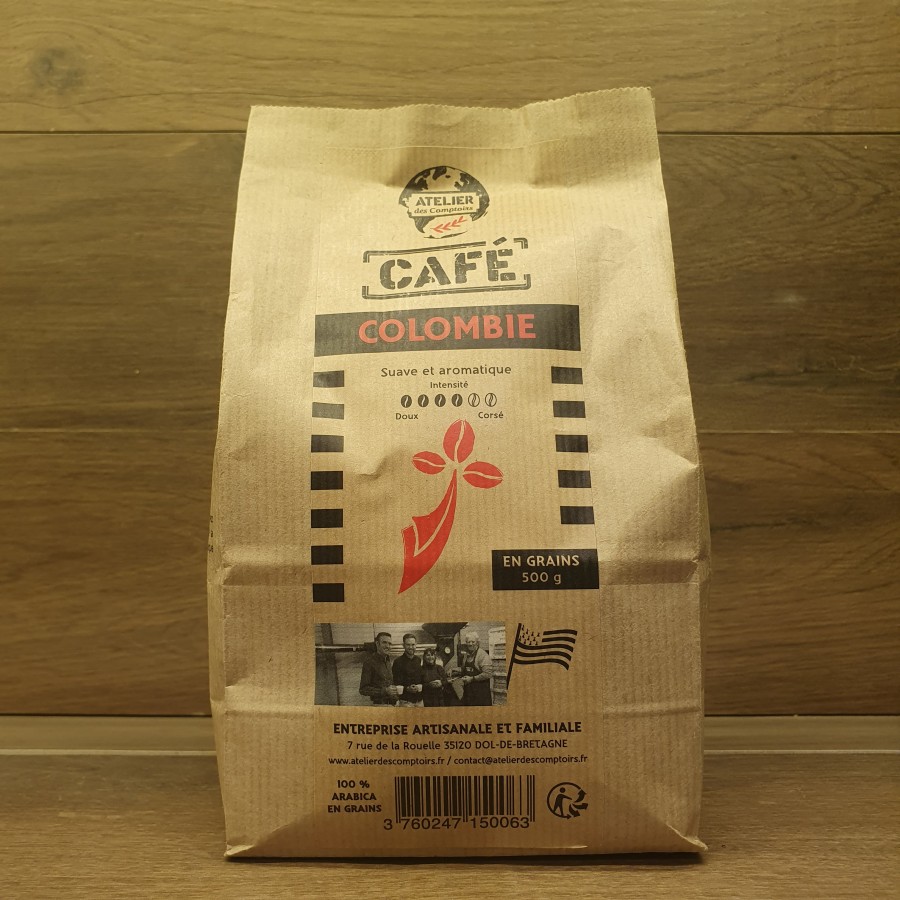 ATELIER
des Comptoirs
CAFÉ
COLOMBIE
Suave et aromatique
Intensité
Doux Corsé
EN GRAINS
500 g
ENTREPRISE ARTISANALE ET FAMILIALE
7 rue de la Rouelle 35120 DOL-DE-BRETAGNE
www.atelierdescomptoirs.fr / contact@atelierdescomptoirs.fr
100 %
ARABICA
EN GRAINS
3 760247 150063